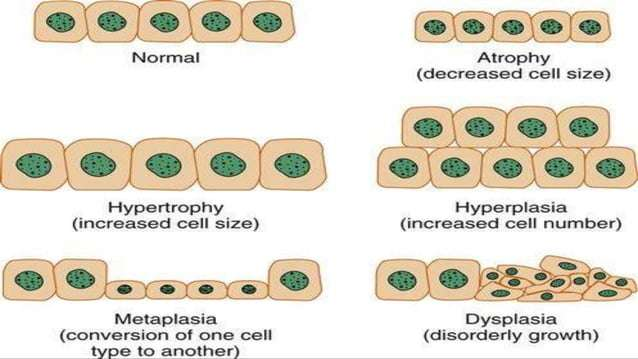 Normal
Atrophy
(decreased cell size)
Hypertrophy
(increased cell size)
Hyperplasia
(increased cell number)
Metaplasia
(conversion of one cell
type to another)
Dysplasia
(disorderly growth)